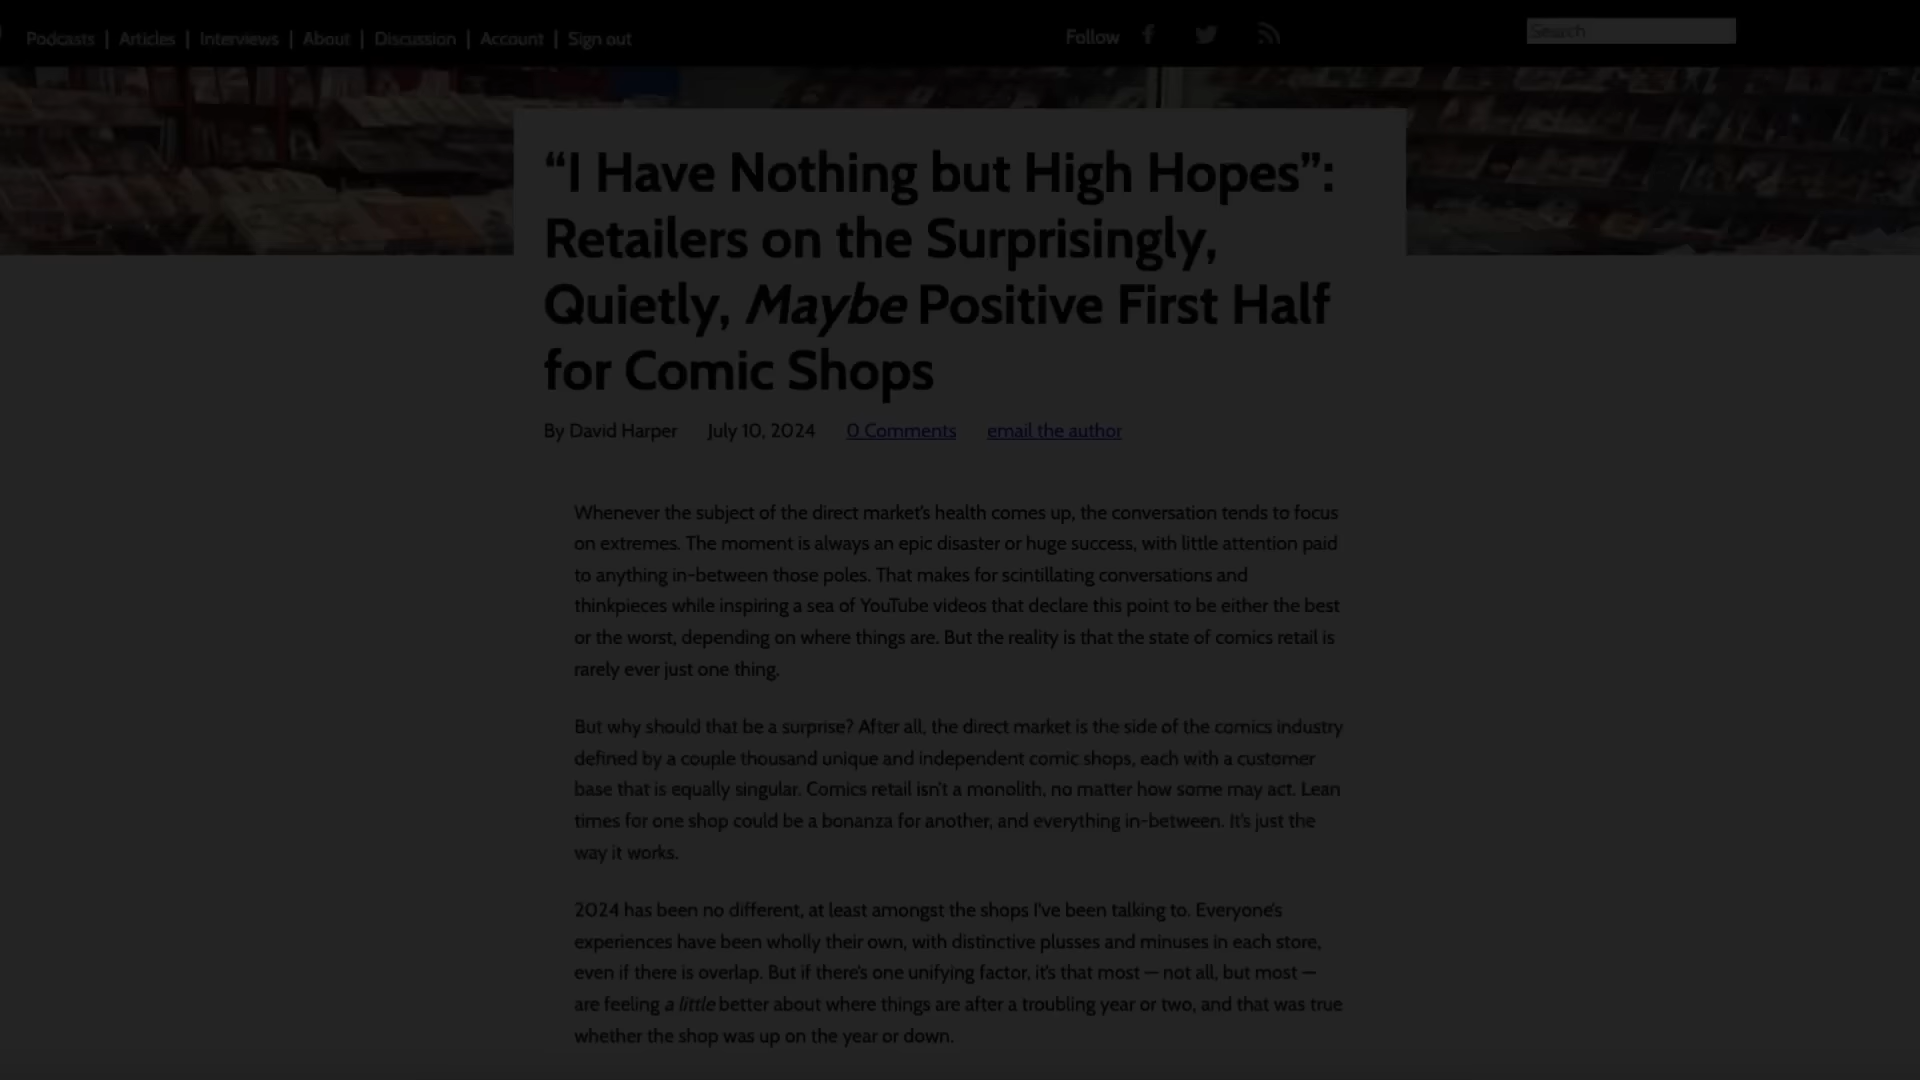 Podcasts | Articles | Interviews | About | Discussion | Account | Sign out
Follow
Search
“I Have Nothing but High Hopes”:
Retailers on the Surprisingly,
Quietly, Maybe Positive First Half
for Comic Shops
By David Harper July 10, 2024 0 Comments email the author
Whenever the subject of the direct market's health comes up, the conversation tends to focus
on extremes. The moment is always an epic disaster or huge success, with little attention paid
to anything in-between those poles. That makes for scintillating conversations and
thinkpieces while inspiring a sea of YouTube videos that declare this point to be either the best
or the worst, depending on where things are. But the reality is that the state of comics retail is
rarely ever just one thing.
But why should that be a surprise? After all, the direct market is the side of the comics industry
defined by a couple thousand unique and independent comic shops, each with a customer
base that is equally singular. Comics retail isn't a monolith, no matter how some may act. Lean
times for one shop could be a bonanza for another, and everything in-between. It's just the
way it works.
2024 has been no different, at least amongst the shops I've been talking to. Everyone's
experiences have been wholly their own, with distinctive plusses and minuses in each store,
even if there is overlap. But if there's one unifying factor, it's that most — not all, but most —
are feeling a little better about where things are after a troubling year or two, and that was true
whether the shop was up on the year or down.